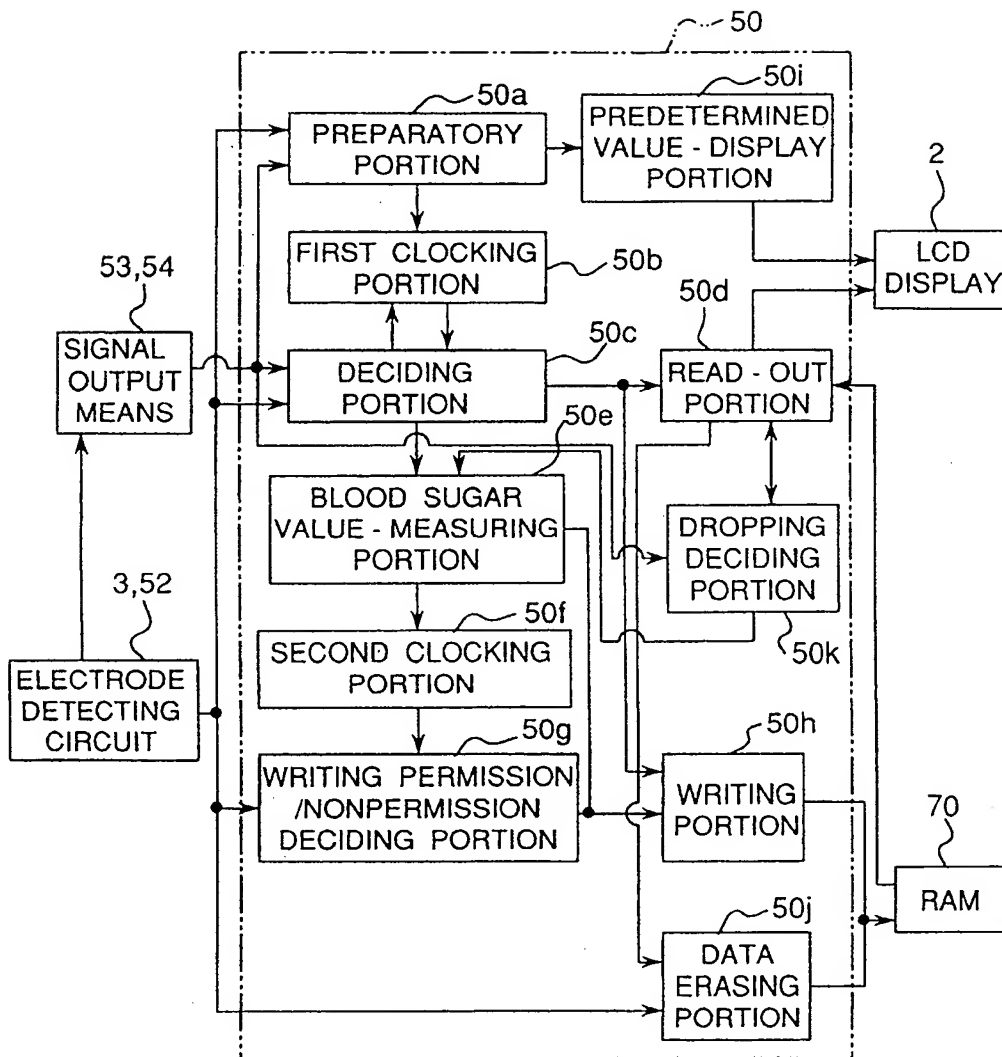 50
50a
PREPARATORY
PORTION
50i
PREDETERMINED
VALUE - DISPLAY
PORTION
2
LCD
DISPLAY
FIRST CLOCKING
PORTION
50b
53,54
SIGNAL
OUTPUT
MEANS
50c
DECIDING
PORTION
50d
READ - OUT
PORTION
50e
BLOOD SUGAR
VALUE - MEASURING
PORTION
DROPPING
DECIDING
PORTION
50k
3,52
ELECTRODE
DETECTING
CIRCUIT
50f
SECOND CLOCKING
PORTION
50g
WRITING PERMISSION
/NONPERMISSION
DECIDING PORTION
50h
WRITING
PORTION
70
RAM
50j
DATA
ERASING
PORTION